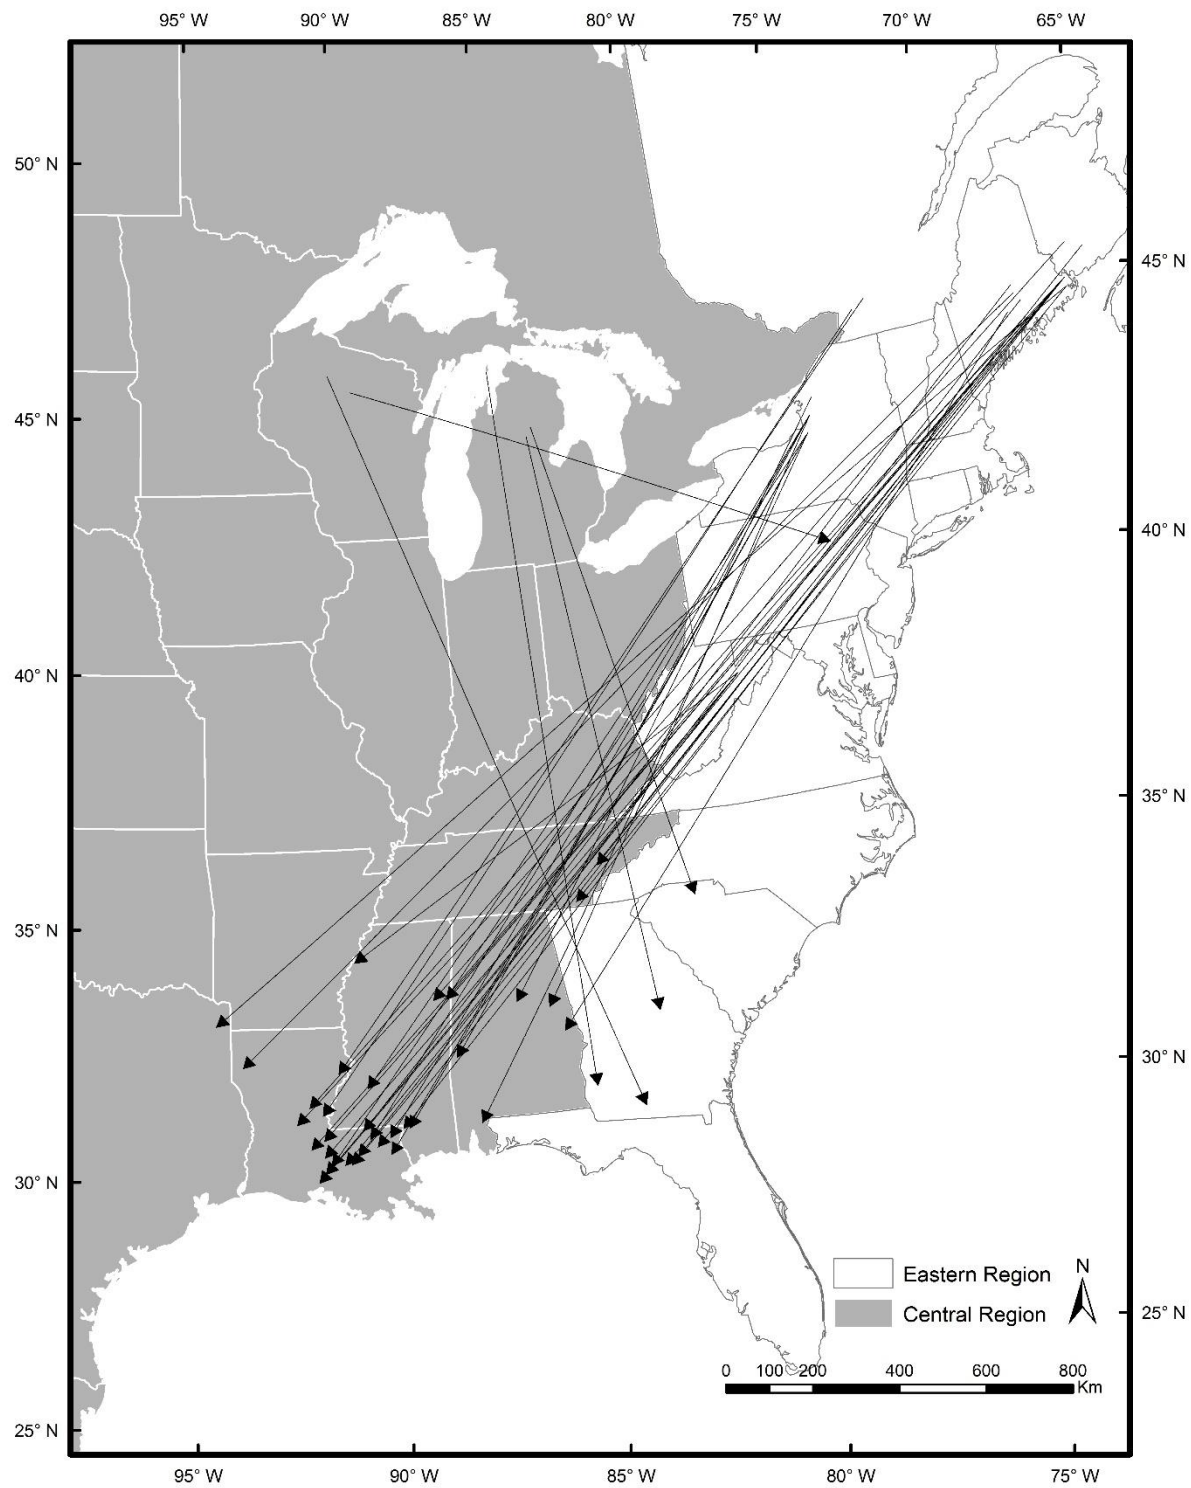 95° W 90° W 85° W 80° W 75° W 70° W 65° W
50° N
45° N
45° N
40° N
40° N
35° N
35° N
30° N
30° N
Eastern Region
N
Central Region
25° N
0 100 200 400 600 800
Km
25° N
95° W 90° W 85° W 80° W 75° W